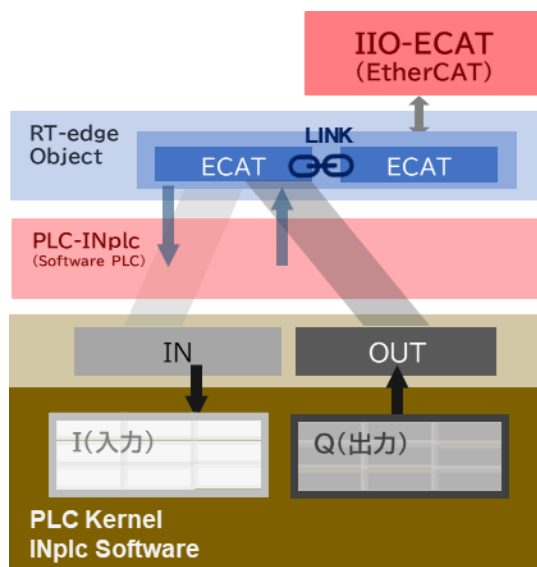 IIO-ECAT
(EtherCAT)
RT-edge
Object
LINK
ECAT
ECAT
PLC-INplc
(Software PLC)
IN
OUT
I(入力)
Q(出力)
PLC Kernel
INplc Software